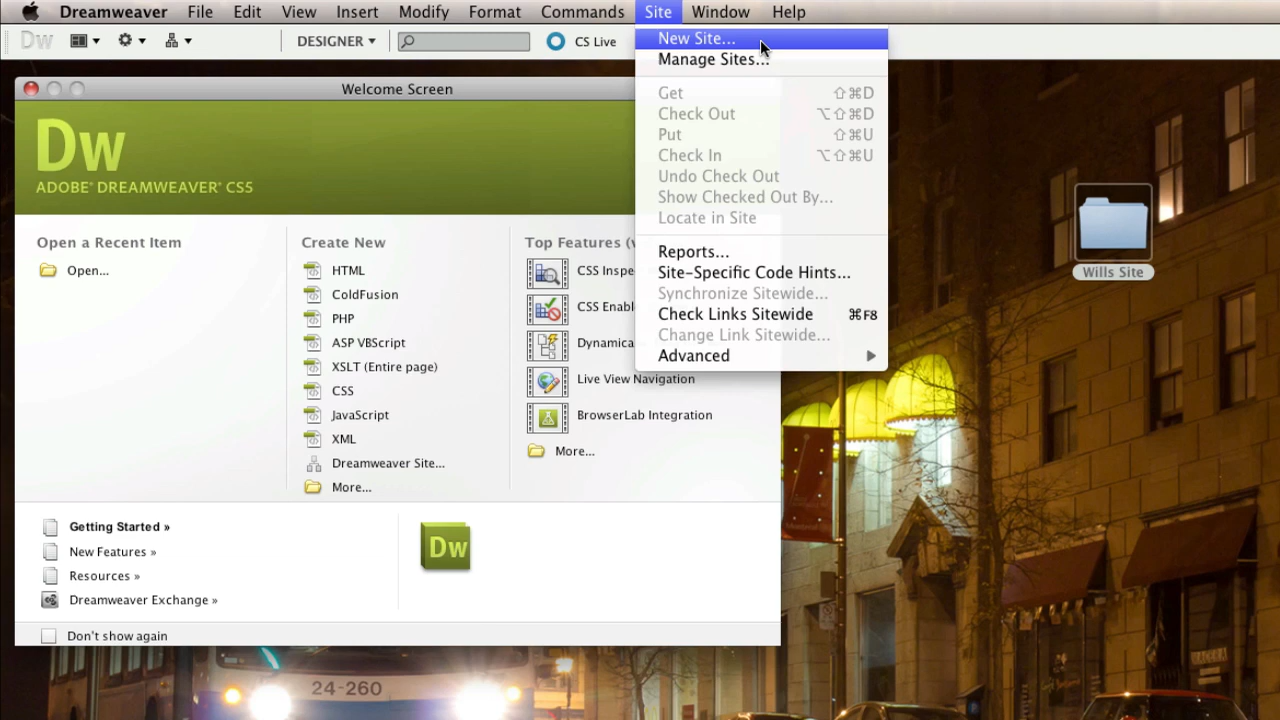 Dreamweaver File Edit View Insert Modify Format Commands Site Window Help
Dw DESIGNER CS Live
New Site...
Manage Sites...
Get ⇧⌘D
Check Out ⌥⇧⌘D
Put ⇧⌘U
Check In ⌥⇧⌘U
Undo Check Out
Show Checked Out By...
Locate in Site
Reports...
Site-Specific Code Hints...
Synchronize Sitewide...
Check Links Sitewide ⌘F8
Change Link Sitewide...
Advanced
Welcome Screen
Dw
ADOBE® DREAMWEAVER® CS5
Open a Recent Item
Open...
Create New
HTML
ColdFusion
PHP
ASP VBScript
XSLT (Entire page)
CSS
JavaScript
XML
Dreamweaver Site...
More...
Top Features (v
CSS Inspe
CSS Enabl
Dynamica
Live View Navigation
BrowserLab Integration
More...
Getting Started »
New Features »
Resources »
Dreamweaver Exchange »
Dw
Don't show again
Wills Site
24-260